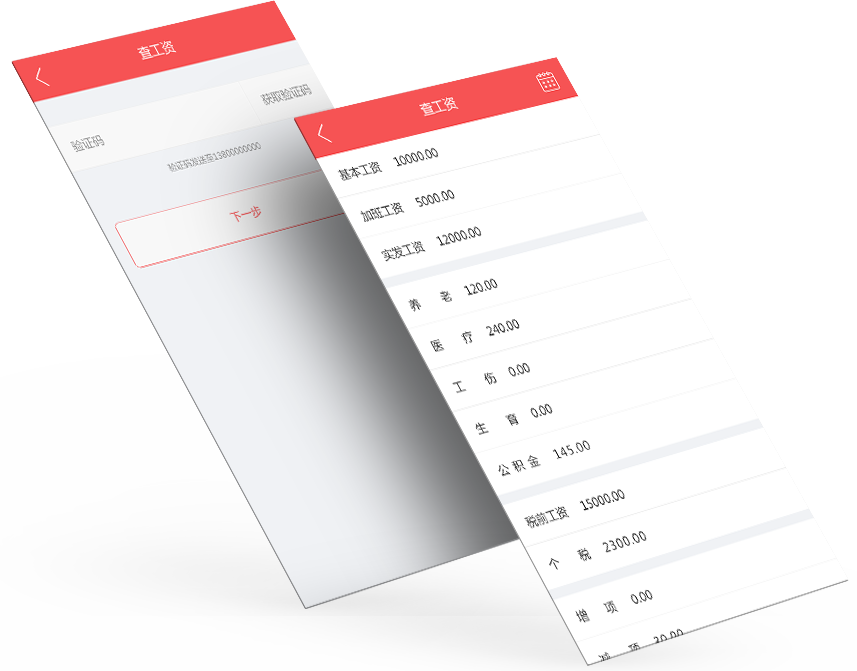 查工资
获取验证码
验证码
验证码发送至13800000000
下一步
查工资
基本工资 10000.00
加班工资 5000.00
实发工资 12000.00
养 老 120.00
医 疗 240.00
工 伤 0.00
生 育 0.00
公积金 145.00
税前工资 15000.00
个 税 2300.00
增 项 0.00
减 项 30.00